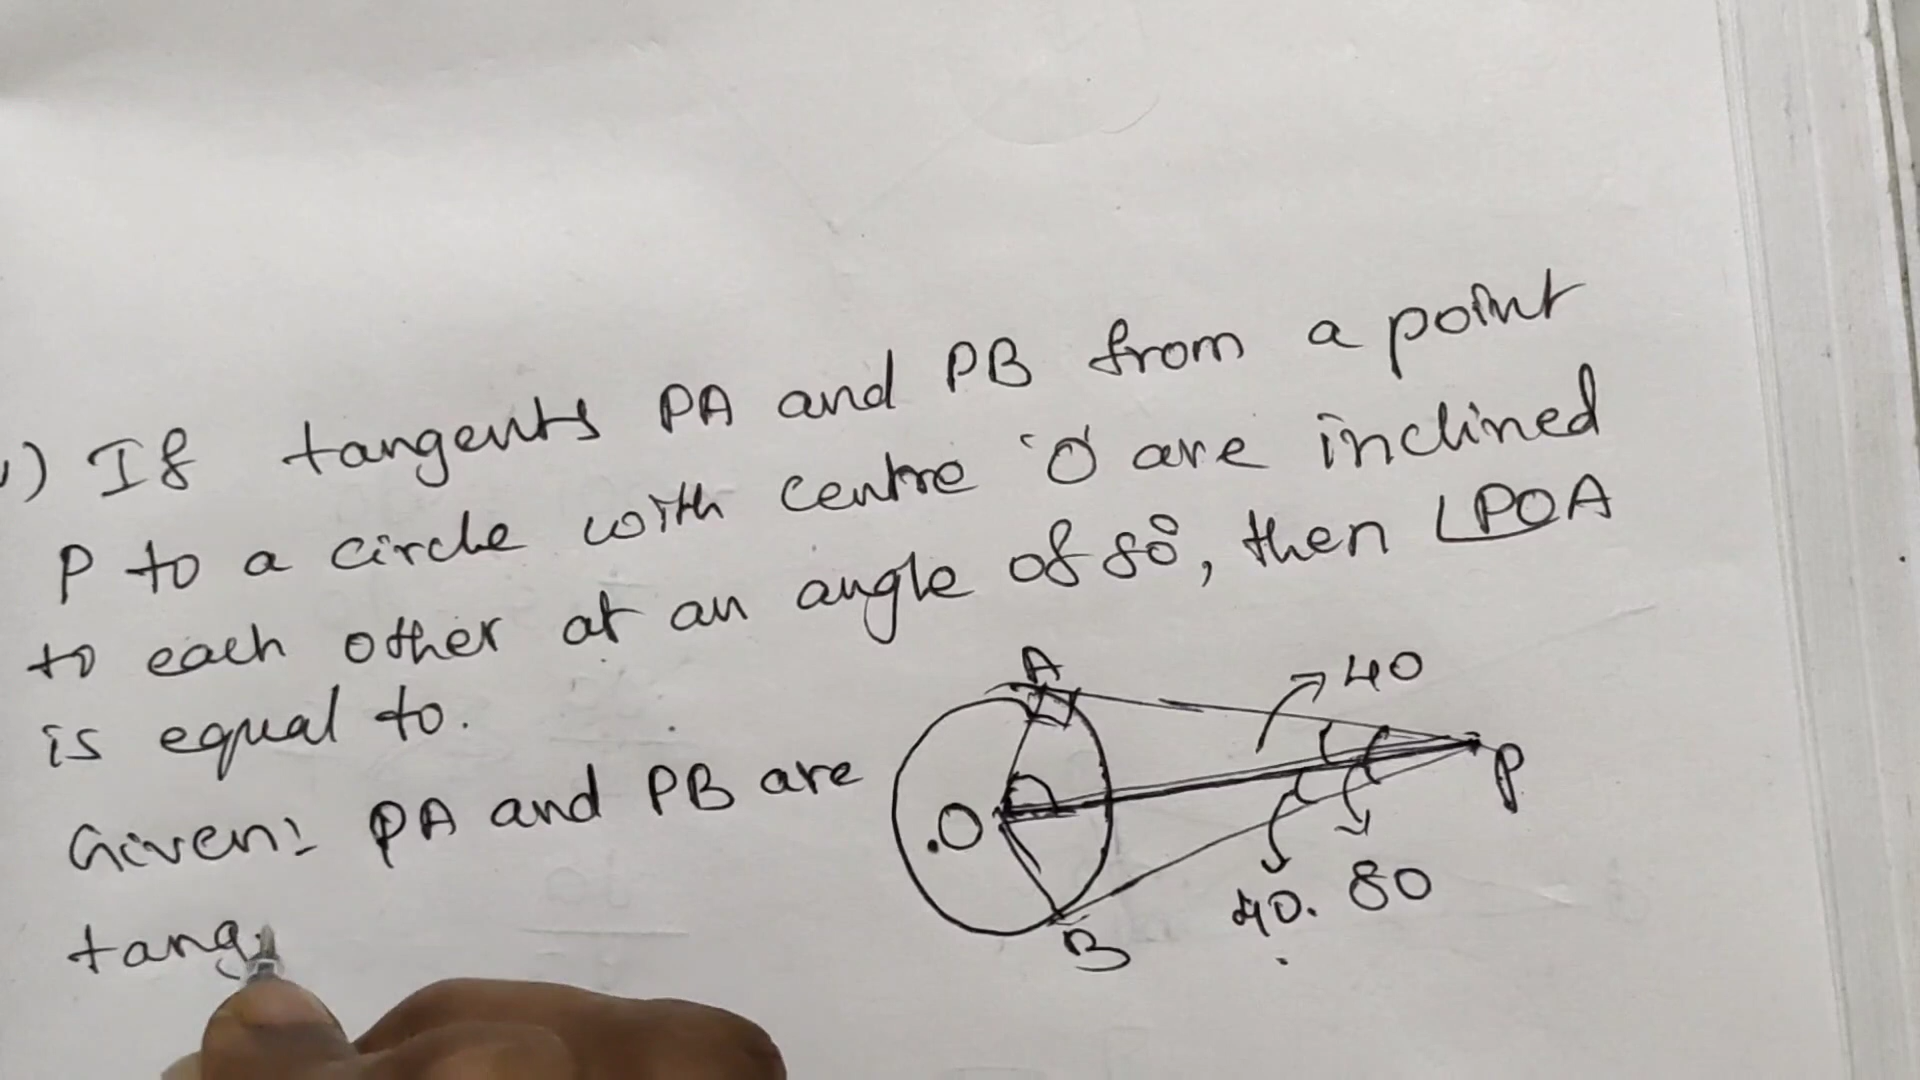 ) If tangents PA and PB from a point
P to a circle with centre 'O' are inclined
to each other at an angle of 80°, then ∠POA
is equal to.
Given: PA and PB are
tang
A
40
.O
P
40. 80
B